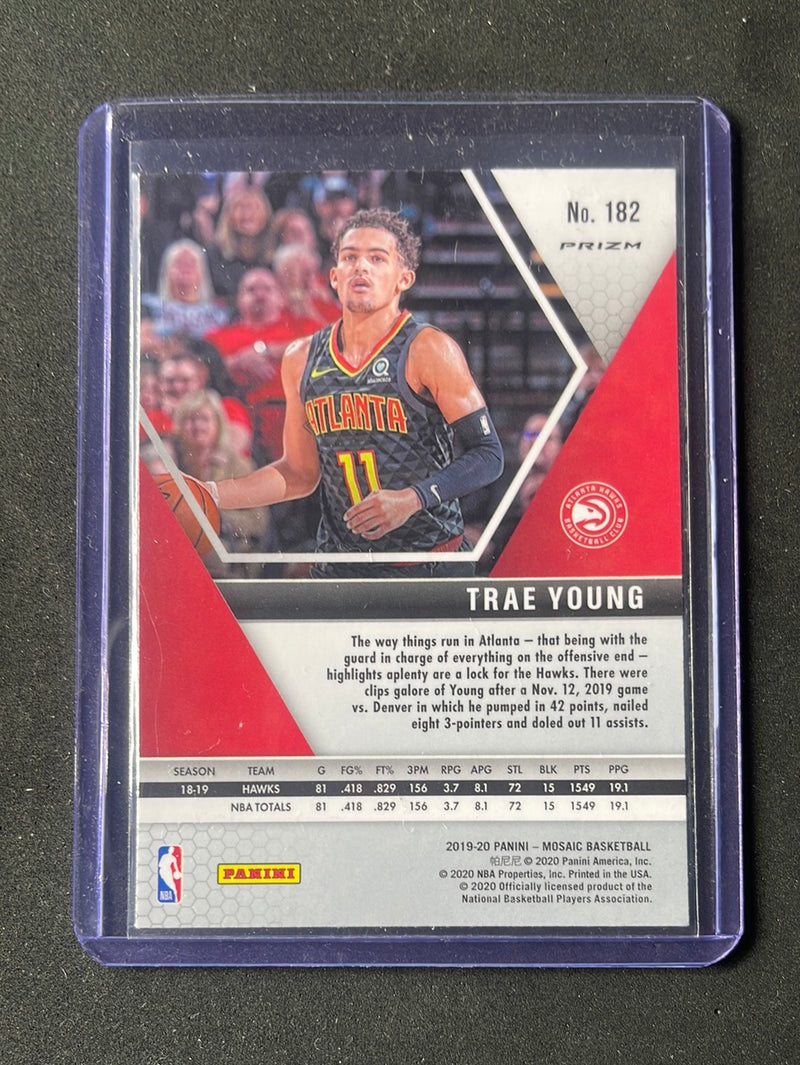 No. 182
PRIZM
ATLANTA
11
ATLANTA HAWKS
BASKETBALL CLUB
TRAE YOUNG
The way things run in Atlanta – that being with the
guard in charge of everything on the offensive end –
highlights aplenty are a lock for the Hawks. There were
clips galore of Young after a Nov. 12, 2019 game
vs. Denver in which he pumped in 42 points, nailed
eight 3-pointers and doled out 11 assists.
SEASON TEAM G FG% FT% 3PM RPG APG STL BLK PTS PPG
18-19 HAWKS 81 .418 .829 156 3.7 8.1 72 15 1549 19.1
NBA TOTALS 81 .418 .829 156 3.7 8.1 72 15 1549 19.1
2019-20 PANINI – MOSAIC BASKETBALL
帕尼尼 © 2020 Panini America, Inc.
© 2020 NBA Properties, Inc. Printed in the USA.
© 2020 Officially licensed product of the
National Basketball Players Association.
NBA
PANINI